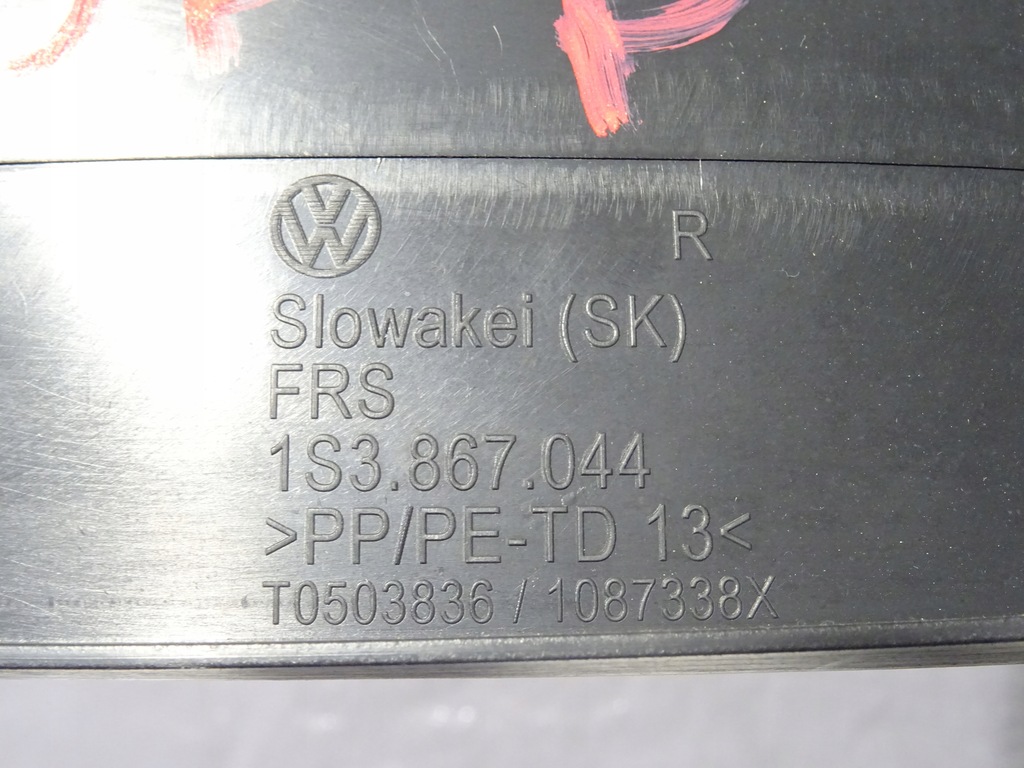 R
Slowakei (SK)
FRS
1S3.867.044
>PP/PE-TD 13<
T0503836 / 1087338X